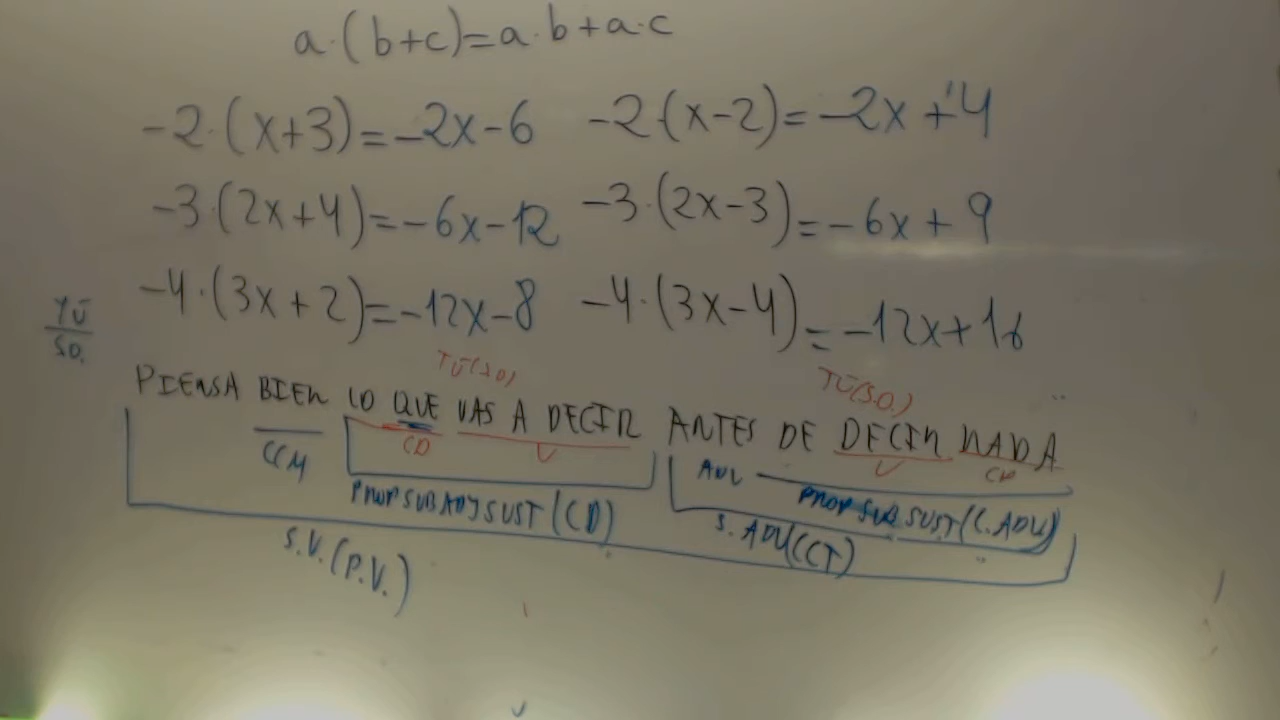 a·(b+c)=a·b+a·c
-2·(x+3)=-2x-6 -2·(x-2)=-2x+4
-3·(2x+4)=-6x-12 -3·(2x-3)=-6x+9
-4·(3x+2)=-12x-8 -4·(3x-4)=-12x+16
TÚ
S.O.
TÚ(S.O) TÚ(S.O.)
PIENSA BIEN LO QUE VAS A DECIR ANTES DE DECIR NADA
CCM CD V ADV V CD
PROP SUB ADJ SUST (CD) PROP SUB SUST (C.ADV)
S.V. (P.V.) S. ADV (CCT)